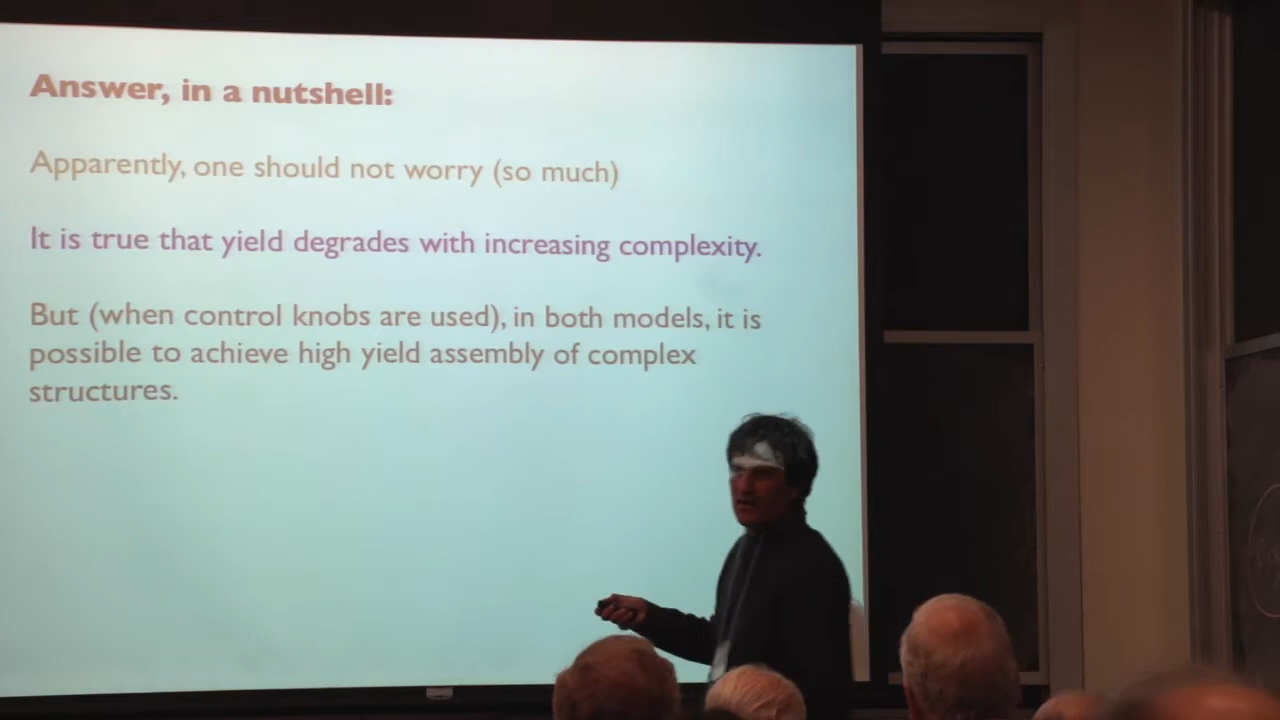 Answer, in a nutshell:
Apparently, one should not worry (so much)
It is true that yield degrades with increasing complexity.
But (when control knobs are used), in both models, it is
possible to achieve high yield assembly of complex
structures.